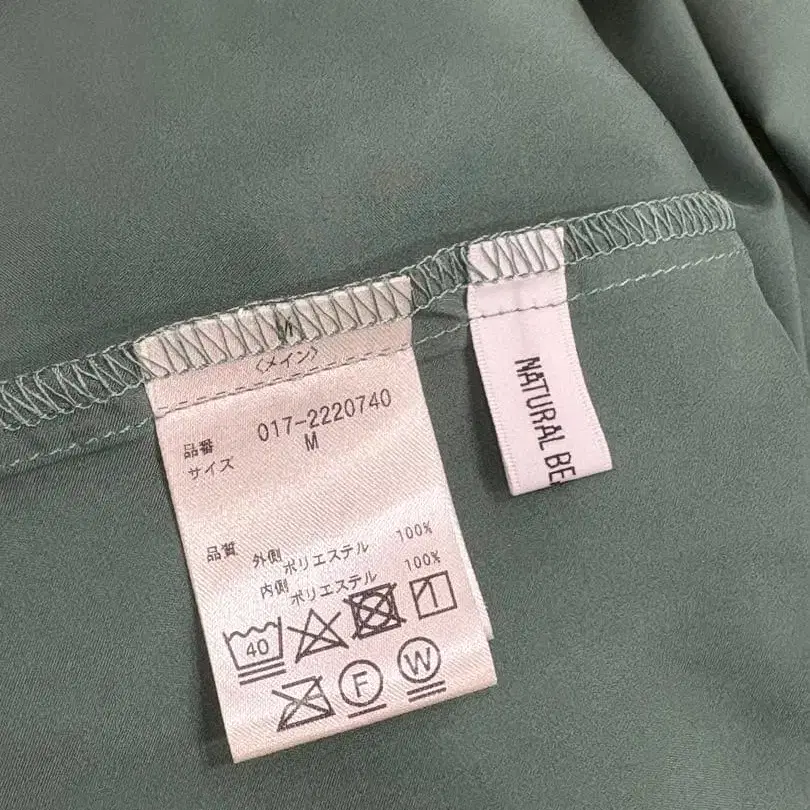 〈メイン〉
品番 017-2220740
サイズ M
品質 外側 ポリエステル 100%
内側 ポリエステル 100%
40
F
W
NATURAL BE